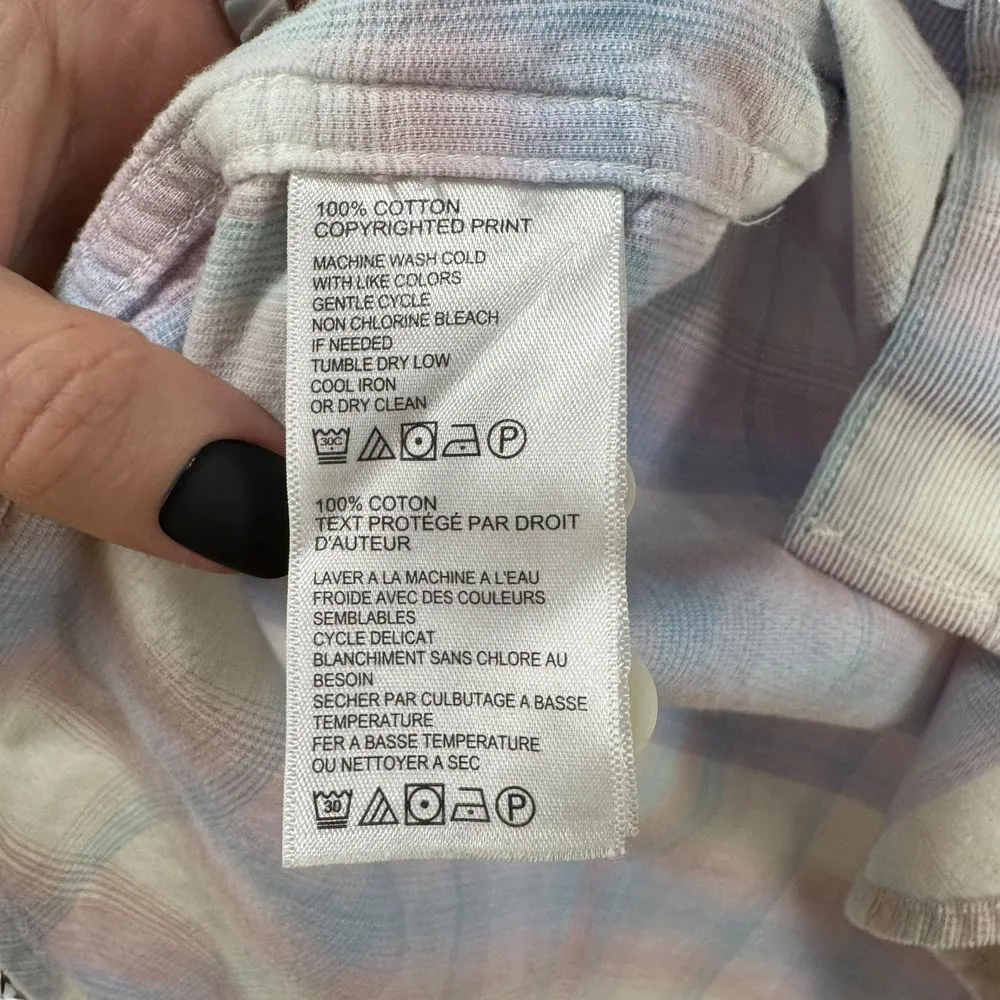 100% COTTON
COPYRIGHTED PRINT
MACHINE WASH COLD
WITH LIKE COLORS
GENTLE CYCLE
NON CHLORINE BLEACH
IF NEEDED
TUMBLE DRY LOW
COOL IRON
OR DRY CLEAN
30C P
100% COTON
TEXT PROTÉGÉ PAR DROIT
D'AUTEUR
LAVER A LA MACHINE A L'EAU
FROIDE AVEC DES COULEURS
SEMBLABLES
CYCLE DELICAT
BLANCHIMENT SANS CHLORE AU
BESOIN
SECHER PAR CULBUTAGE A BASSE
TEMPERATURE
FER A BASSE TEMPERATURE
OU NETTOYER A SEC
30 P